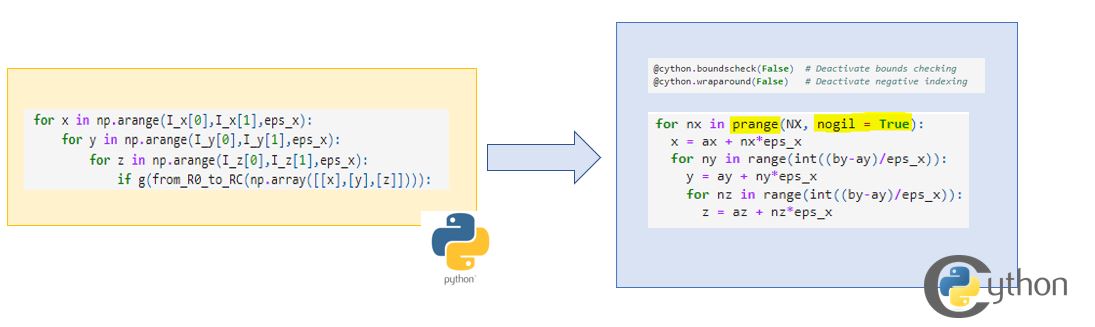 for x in np.arange(I_x[0],I_x[1],eps_x):
for y in np.arange(I_y[0],I_y[1],eps_x):
for z in np.arange(I_z[0],I_z[1],eps_x):
if g(from_R0_to_RC(np.array([[x],[y],[z]]))):
python
@cython.boundscheck(False) # Deactivate bounds checking
@cython.wraparound(False) # Deactivate negative indexing
for nx in prange(NX, nogil = True):
x = ax + nx*eps_x
for ny in range(int((by-ay)/eps_x)):
y = ay + ny*eps_x
for nz in range(int((by-ay)/eps_x)):
z = az + nz*eps_x
Cython